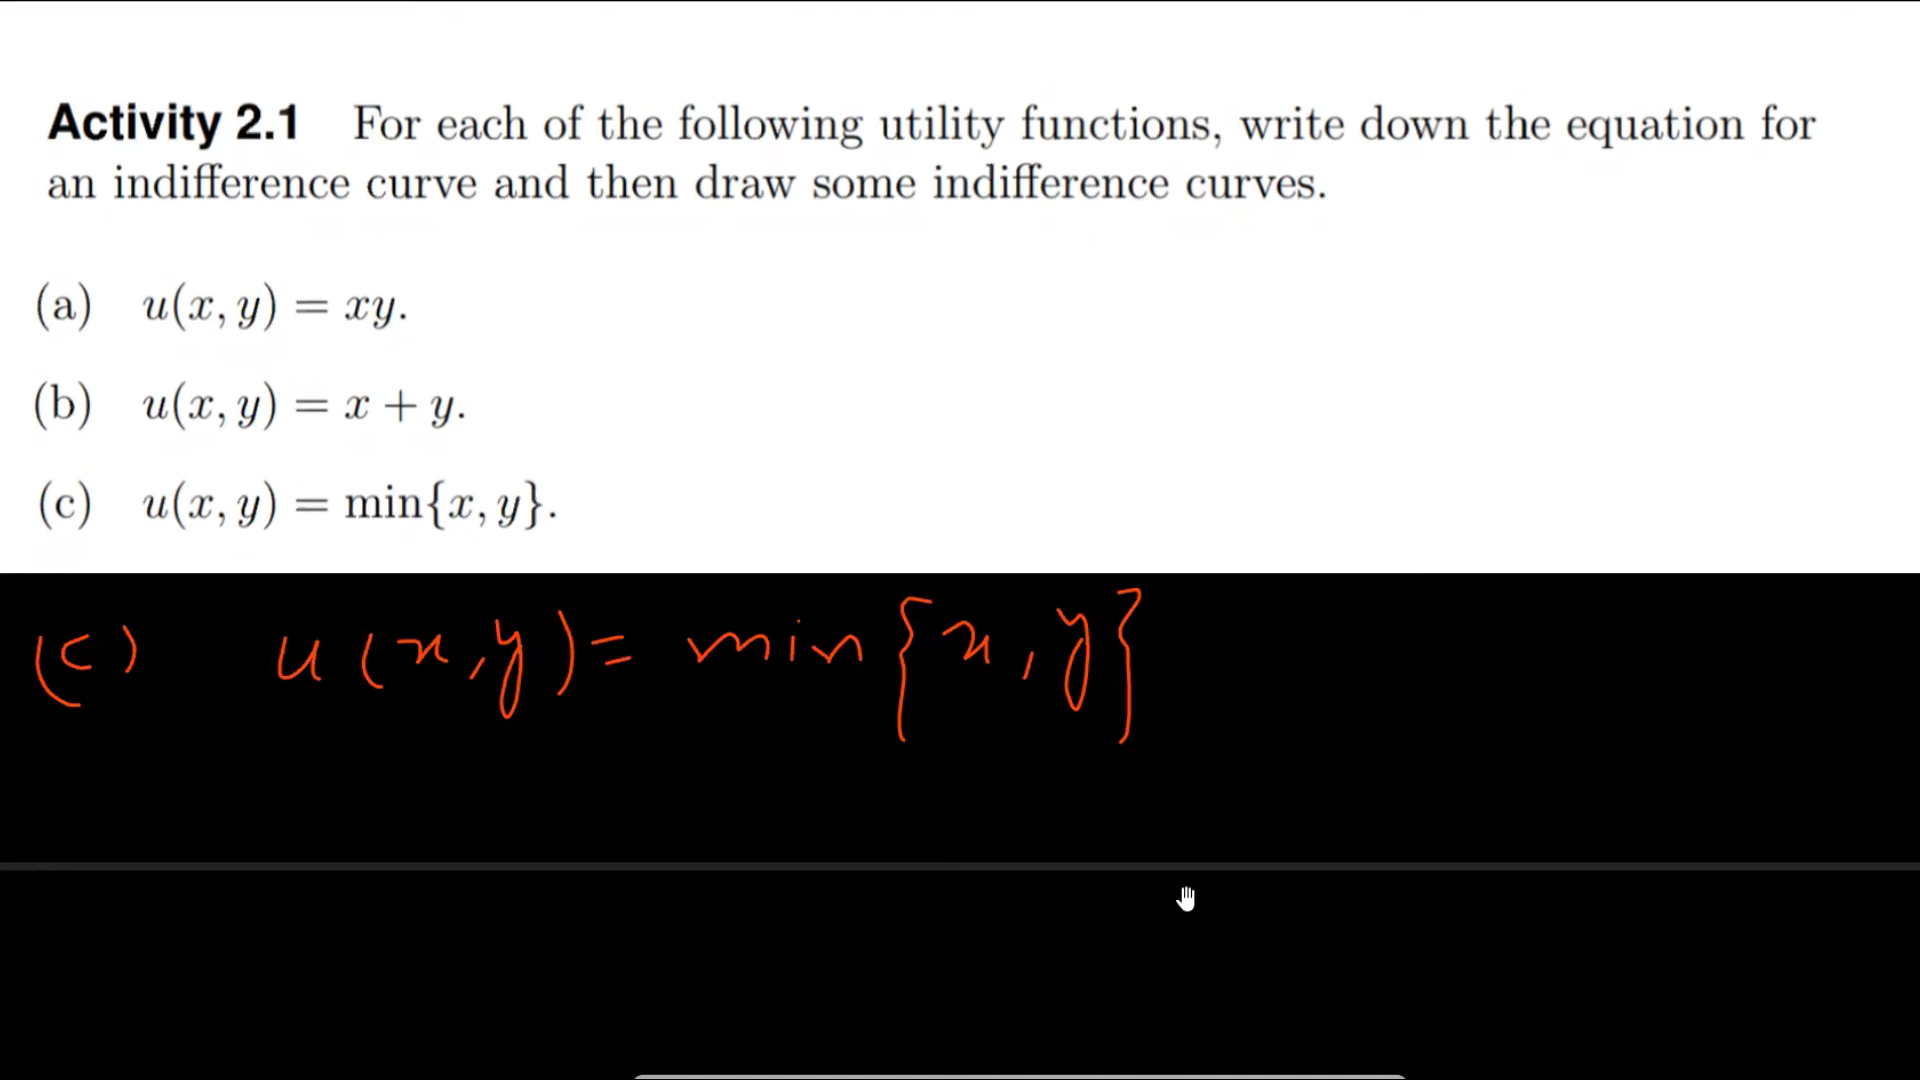 Activity 2.1 For each of the following utility functions, write down the equation for
an indifference curve and then draw some indifference curves.
(a) u(x, y) = xy.
(b) u(x, y) = x + y.
(c) u(x, y) = min{x, y}.
(c) u(x,y) = min{x,y}